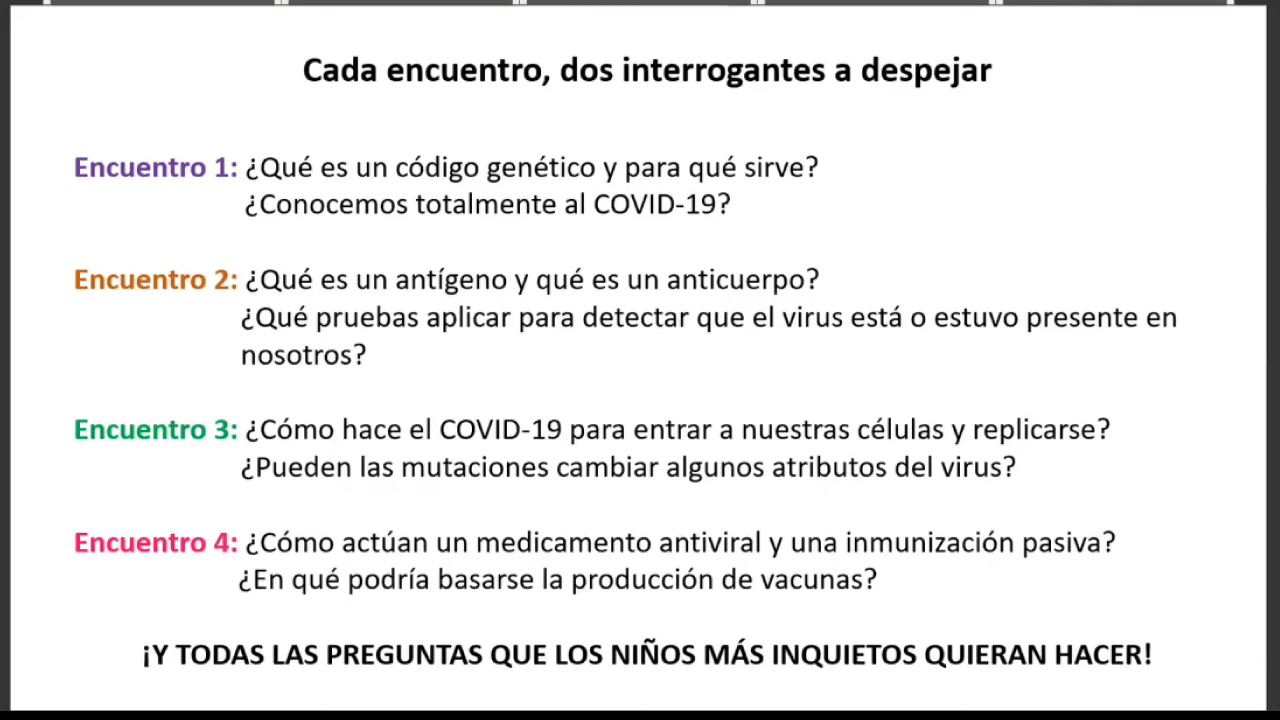 Cada encuentro, dos interrogantes a despejar
Encuentro 1: ¿Qué es un código genético y para qué sirve?
¿Conocemos totalmente al COVID-19?
Encuentro 2: ¿Qué es un antígeno y qué es un anticuerpo?
¿Qué pruebas aplicar para detectar que el virus está o estuvo presente en
nosotros?
Encuentro 3: ¿Cómo hace el COVID-19 para entrar a nuestras células y replicarse?
¿Pueden las mutaciones cambiar algunos atributos del virus?
Encuentro 4: ¿Cómo actúan un medicamento antiviral y una inmunización pasiva?
¿En qué podría basarse la producción de vacunas?
¡Y TODAS LAS PREGUNTAS QUE LOS NIÑOS MÁS INQUIETOS QUIERAN HACER!